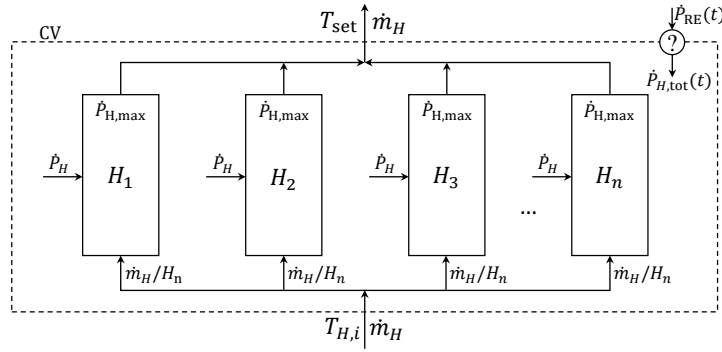 T_set ṁ_H
Ṗ_RE(t)
CV
?
Ṗ_H,tot(t)
Ṗ_H,max Ṗ_H,max Ṗ_H,max Ṗ_H,max
Ṗ_H Ṗ_H Ṗ_H Ṗ_H
H_1 H_2 H_3 H_n
...
ṁ_H/H_n ṁ_H/H_n ṁ_H/H_n ṁ_H/H_n
T_H,i ṁ_H